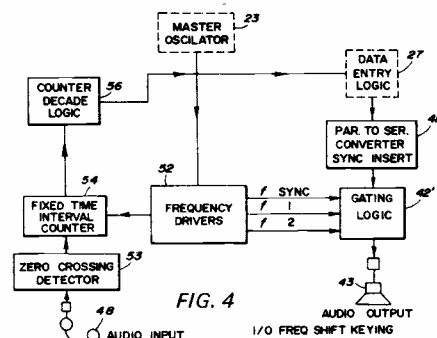 MASTER
OSCILATOR
23
COUNTER
DECADE
LOGIC
56
DATA
ENTRY
LOGIC
27
PAR. TO SER.
CONVERTER
SYNC INSERT
54
FIXED TIME
INTERVAL
COUNTER
52
FREQUENCY
DRIVERS
f SYNC
f 1
f 2
GATING
LOGIC
42'
ZERO CROSSING
DETECTOR
53
FIG. 4
43
AUDIO OUTPUT
48
AUDIO INPUT
I/O FREQ SHIFT KEYING